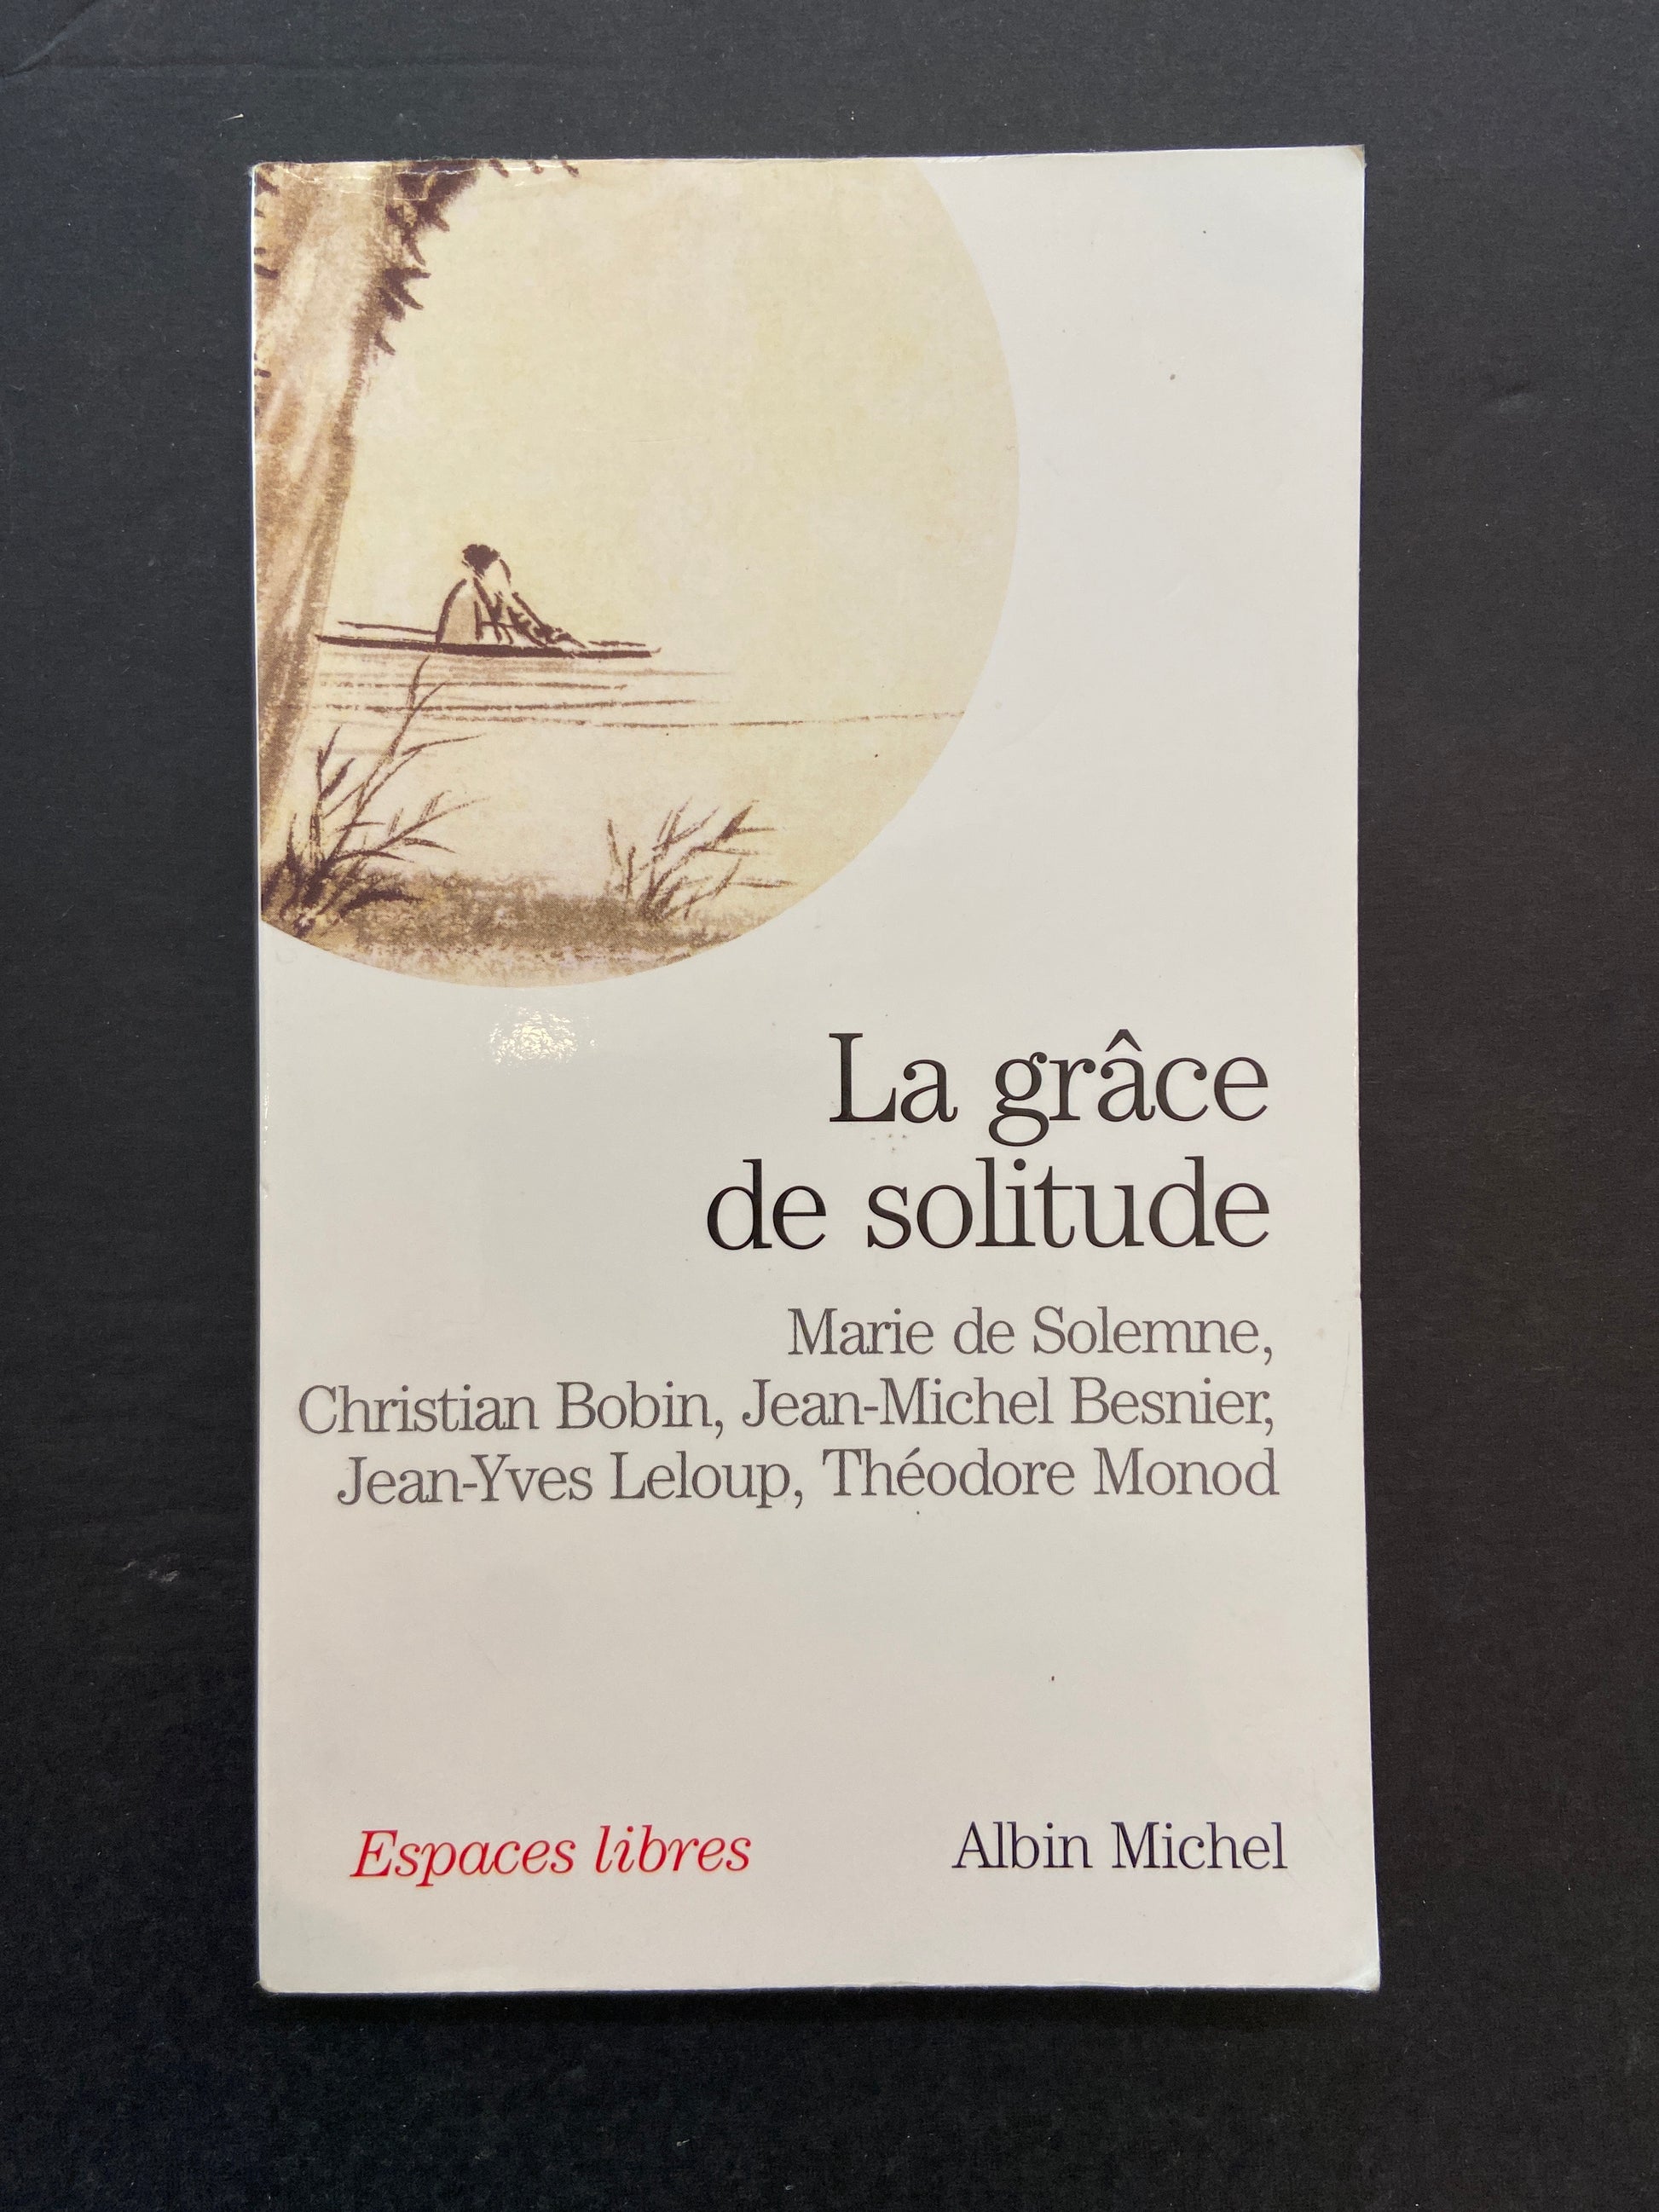 La grâce
de solitude
Marie de Solemne,
Christian Bobin, Jean-Michel Besnier,
Jean-Yves Leloup, Théodore Monod
Espaces libres
Albin Michel